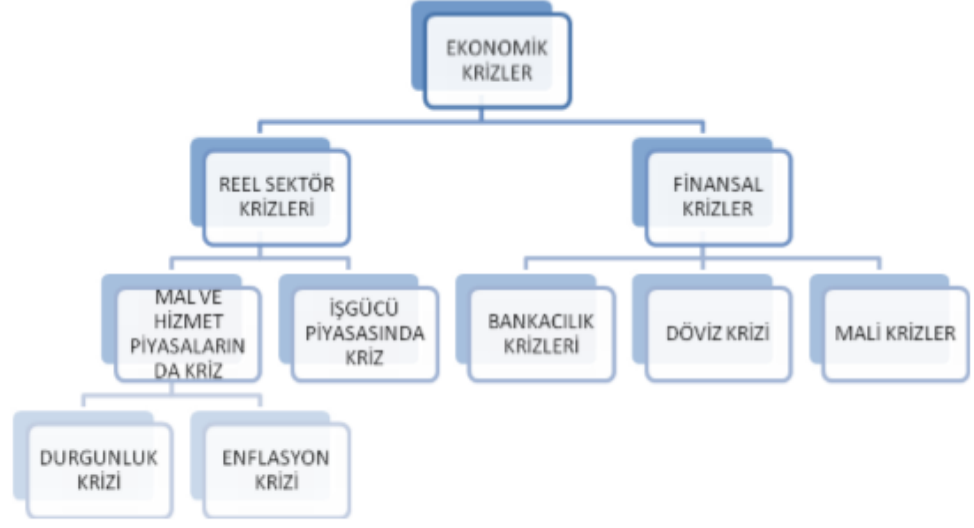 EKONOMİK
KRİZLER
REEL SEKTÖR
KRİZLERİ
FİNANSAL
KRİZLER
MAL VE
HİZMET
PİYASALARIN
DA KRİZ
İŞGÜCÜ
PİYASASINDA
KRİZ
BANKACILIK
KRİZLERİ
DÖVİZ KRİZİ
MALİ KRİZLER
DURGUNLUK
KRİZİ
ENFLASYON
KRİZİ